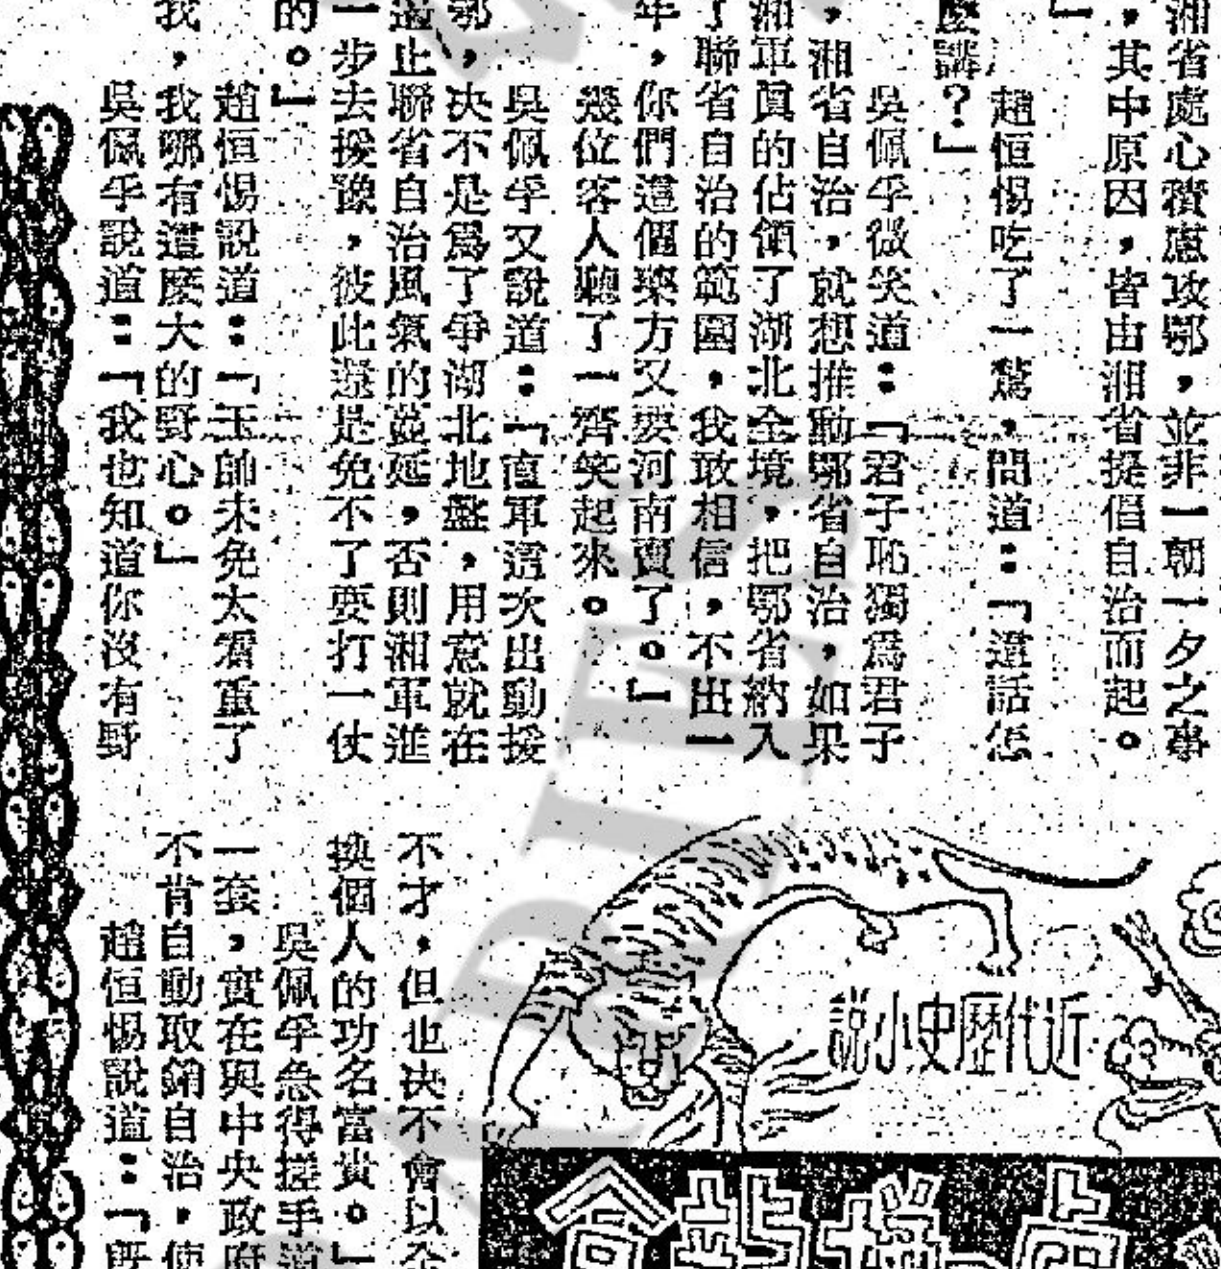 湘省處心積慮攻鄂，並非一朝一夕之事
，其中原因，皆由湘省提倡自治而起。
」
趙恒惕吃了一驚，問道：「這話怎
麼講？」
吳佩孚微笑道：「君子恥獨爲君子
，湘省自治，就想推動鄂省自治，如果
湘軍眞的佔領了湖北全境，把鄂省納入
了聯省自治的範圍，我敢相信，不出一
年，你們這個藥方又要河南賣了。」
幾位客人聽了一齊笑起來。
吳佩孚又說道：「直軍這次出動援
鄂，决不是爲了爭湖北地盤，用意就在
遏止聯省自治風氣的蔓延，否則湘軍進
一步去援豫，彼此還是免不了要打一仗
的。」
趙恒惕說道：「玉帥未免太看重了
我，我哪有這麽大的野心。」
吳佩孚說道：「我也知道你沒有野
近代歷史小說
不才，但也決不會以全
換個人的功名富貴。」
吳佩孚急得搓手道
一套，實在與中央政府
不肯自動取銷自治，使
趙恒惕說道：「旣